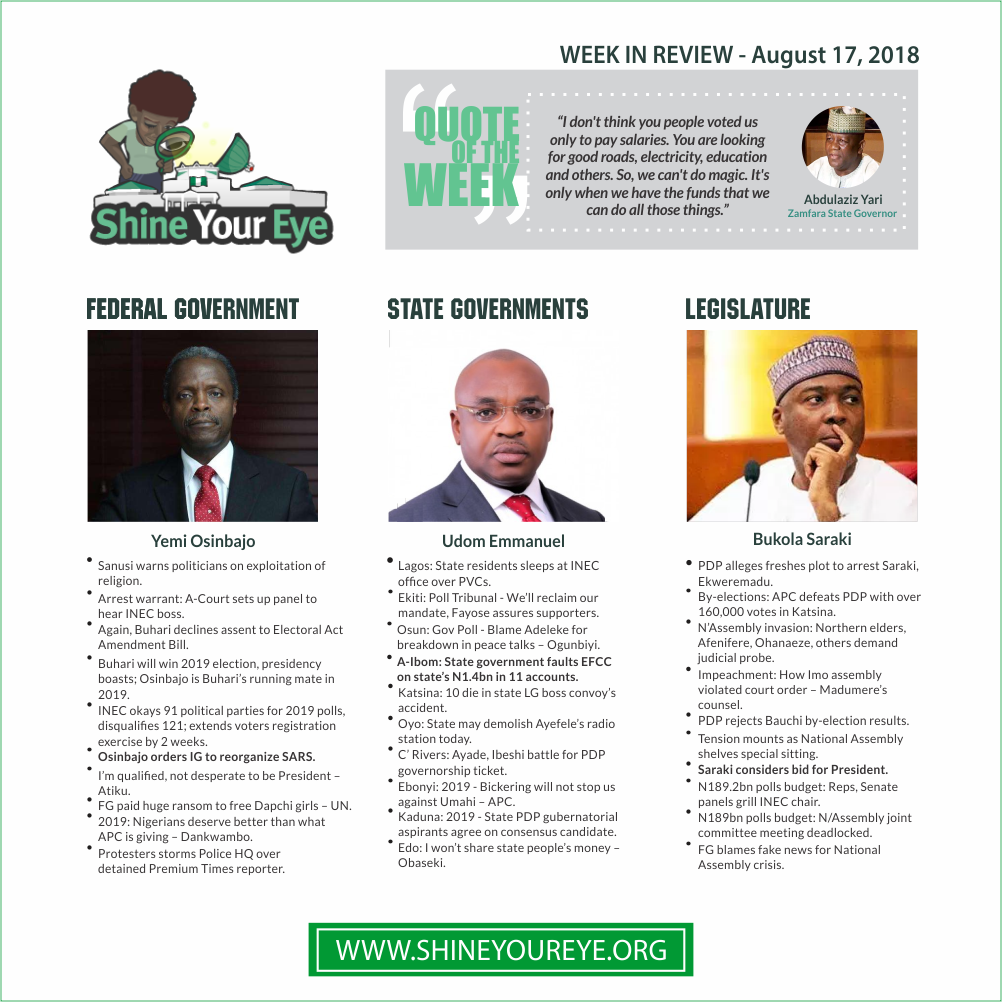 WEEK IN REVIEW - August 17, 2018
Shine Your Eye
QUOTE
OF THE
WEEK
“I don't think you people voted us
only to pay salaries. You are looking
for good roads, electricity, education
and others. So, we can't do magic. It's
only when we have the funds that we
can do all those things.”
Abdulaziz Yari
Zamfara State Governor
FEDERAL GOVERNMENT
Yemi Osinbajo
• Sanusi warns politicians on exploitation of
religion.
• Arrest warrant: A-Court sets up panel to
hear INEC boss.
• Again, Buhari declines assent to Electoral Act
Amendment Bill.
• Buhari will win 2019 election, presidency
boasts; Osinbajo is Buhari’s running mate in
2019.
• INEC okays 91 political parties for 2019 polls,
disqualifies 121; extends voters registration
exercise by 2 weeks.
• Osinbajo orders IG to reorganize SARS.
• I’m qualified, not desperate to be President –
Atiku.
• FG paid huge ransom to free Dapchi girls – UN.
• 2019: Nigerians deserve better than what
APC is giving – Dankwambo.
• Protesters storms Police HQ over
detained Premium Times reporter.
STATE GOVERNMENTS
Udom Emmanuel
• Lagos: State residents sleeps at INEC
office over PVCs.
• Ekiti: Poll Tribunal - We’ll reclaim our
mandate, Fayose assures supporters.
• Osun: Gov Poll - Blame Adeleke for
breakdown in peace talks – Ogunbiyi.
• A-Ibom: State government faults EFCC
on state’s N1.4bn in 11 accounts.
• Katsina: 10 die in state LG boss convoy’s
accident.
• Oyo: State may demolish Ayefele’s radio
station today.
• C’ Rivers: Ayade, Ibeshi battle for PDP
governorship ticket.
• Ebonyi: 2019 - Bickering will not stop us
against Umahi – APC.
• Kaduna: 2019 - State PDP gubernatorial
aspirants agree on consensus candidate.
• Edo: I won’t share state people’s money –
Obaseki.
LEGISLATURE
Bukola Saraki
• PDP alleges freshes plot to arrest Saraki,
Ekweremadu.
• By-elections: APC defeats PDP with over
160,000 votes in Katsina.
• N’Assembly invasion: Northern elders,
Afenifere, Ohanaeze, others demand
judicial probe.
• Impeachment: How Imo assembly
violated court order – Madumere’s
counsel.
• PDP rejects Bauchi by-election results.
• Tension mounts as National Assembly
shelves special sitting.
• Saraki considers bid for President.
• N189.2bn polls budget: Reps, Senate
panels grill INEC chair.
• N189bn polls budget: N/Assembly joint
committee meeting deadlocked.
• FG blames fake news for National
Assembly crisis.
WWW.SHINEYOUREYE.ORG